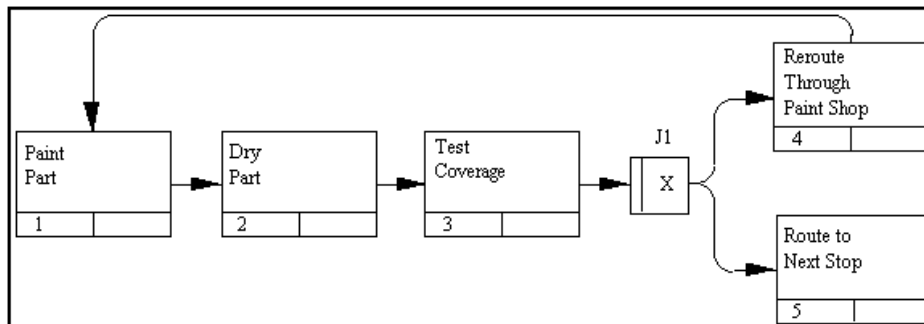 Paint
Part
1
Dry
Part
2
Test
Coverage
3
J1
X
Reroute
Through
Paint Shop
4
Route to
Next Stop
5